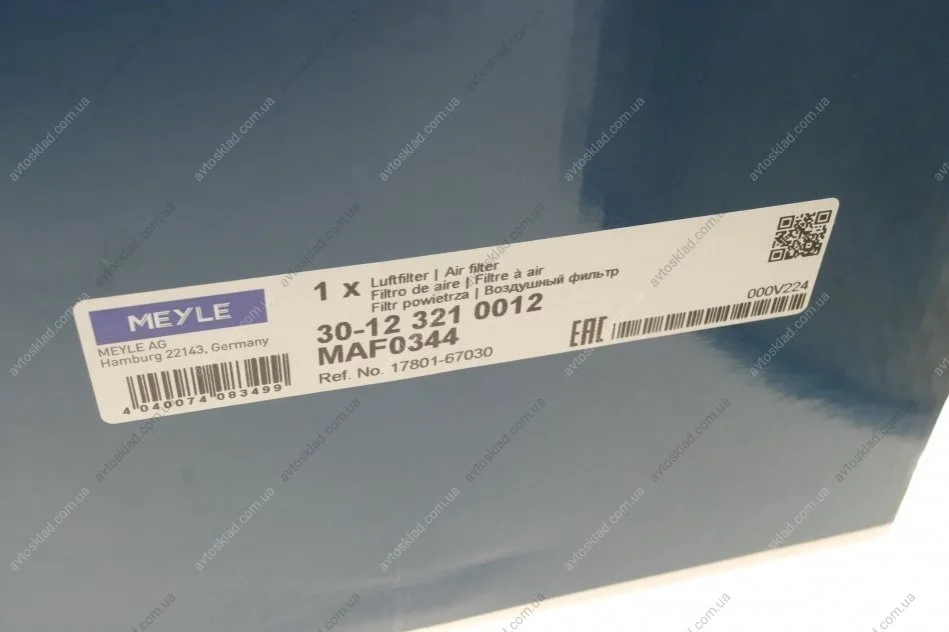 MEYLE
MEYLE AG
Hamburg 22143, Germany
4 040074 083499
1 x
Luftfilter | Air filter
Filtro de aire | Filtre à air
Filtr powietrza | Воздушный фильтр
30-12 321 0012
MAF0344
Ref. No. 17801-67030
EAC
000V224
avtosklad.com.ua